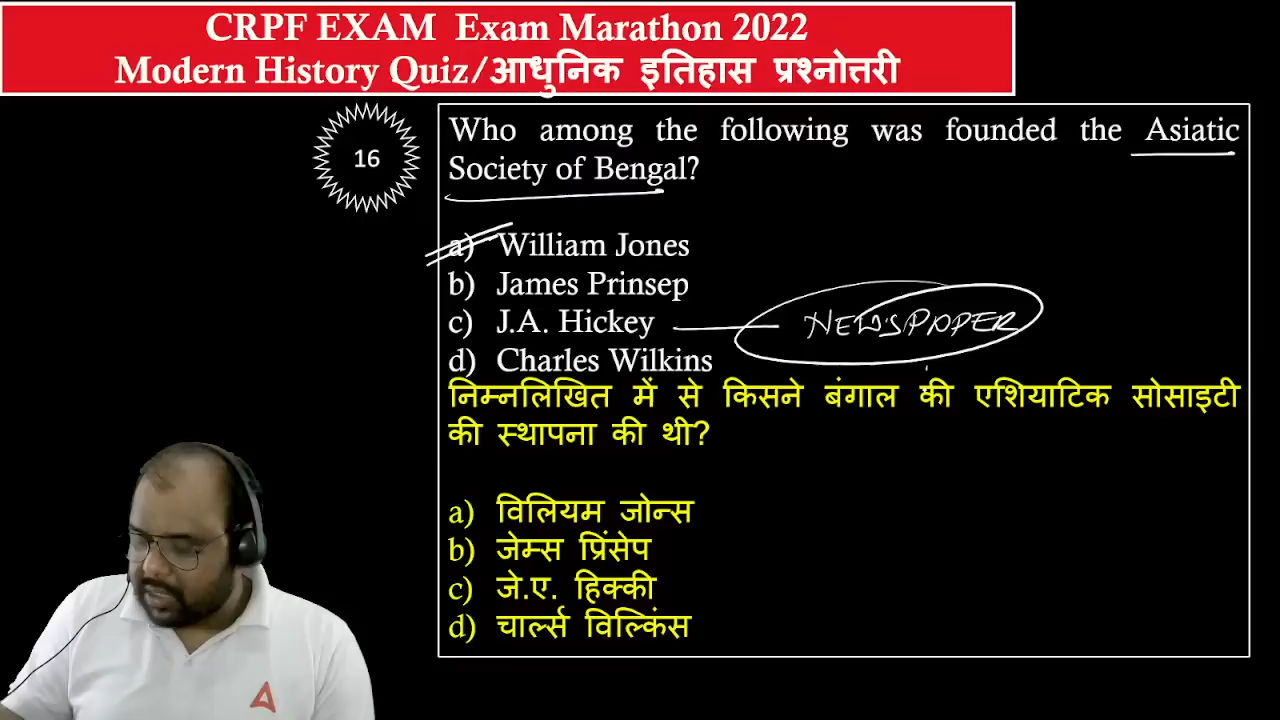 CRPF EXAM Exam Marathon 2022
Modern History Quiz/आधुनिक इतिहास प्रश्नोत्तरी
16
Who among the following was founded the Asiatic
Society of Bengal?
a) William Jones
b) James Prinsep
c) J.A. Hickey
NEWSPAPER
d) Charles Wilkins
निम्नलिखित में से किसने बंगाल की एशियाटिक सोसाइटी
की स्थापना की थी?
a) विलियम जोन्स
b) जेम्स प्रिंसेप
c) जे.ए. हिक्की
d) चार्ल्स विल्किंस